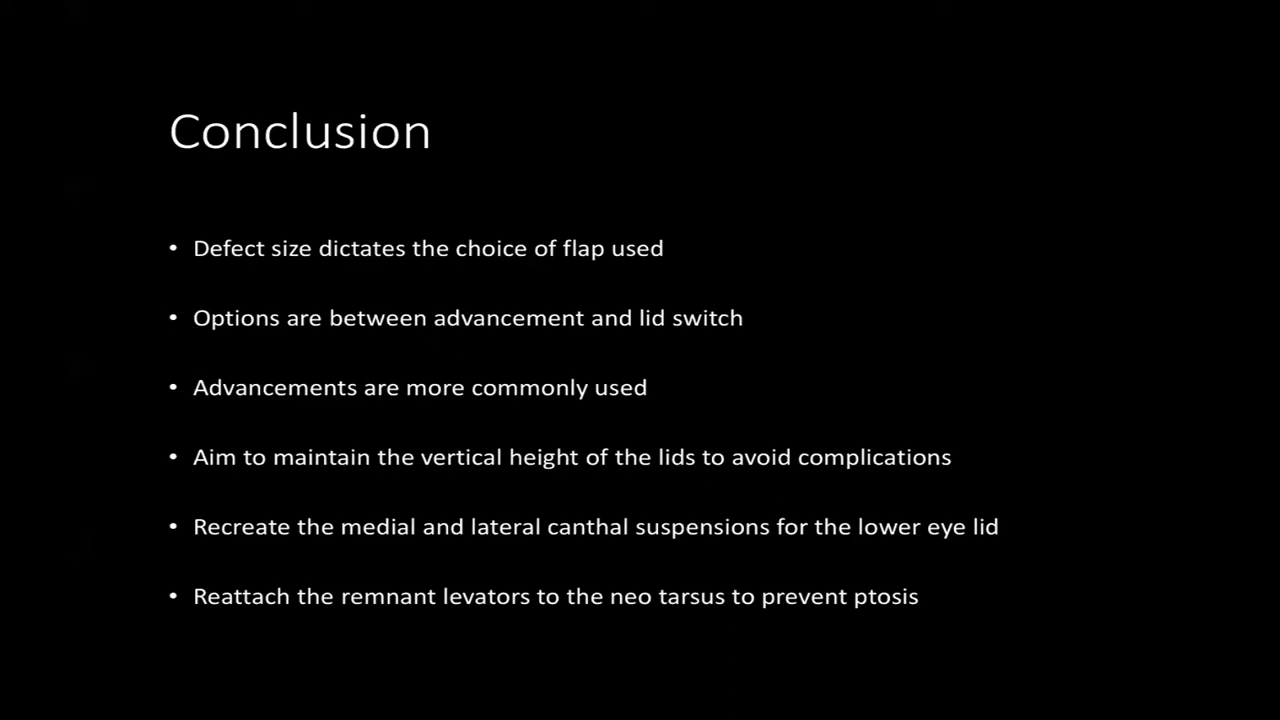 Conclusion
• Defect size dictates the choice of flap used
• Options are between advancement and lid switch
• Advancements are more commonly used
• Aim to maintain the vertical height of the lids to avoid complications
• Recreate the medial and lateral canthal suspensions for the lower eye lid
• Reattach the remnant levators to the neo tarsus to prevent ptosis